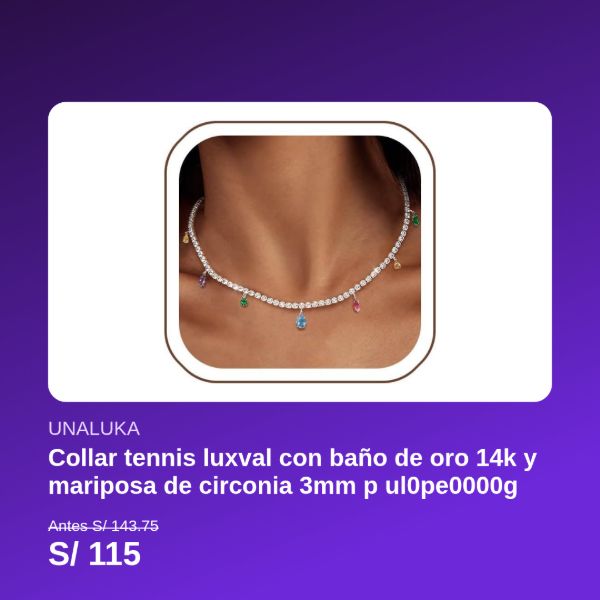 UNALUKA
Collar tennis luxval con baño de oro 14k y
mariposa de circonia 3mm p ul0pe0000g
Antes S/ 143.75
S/ 115